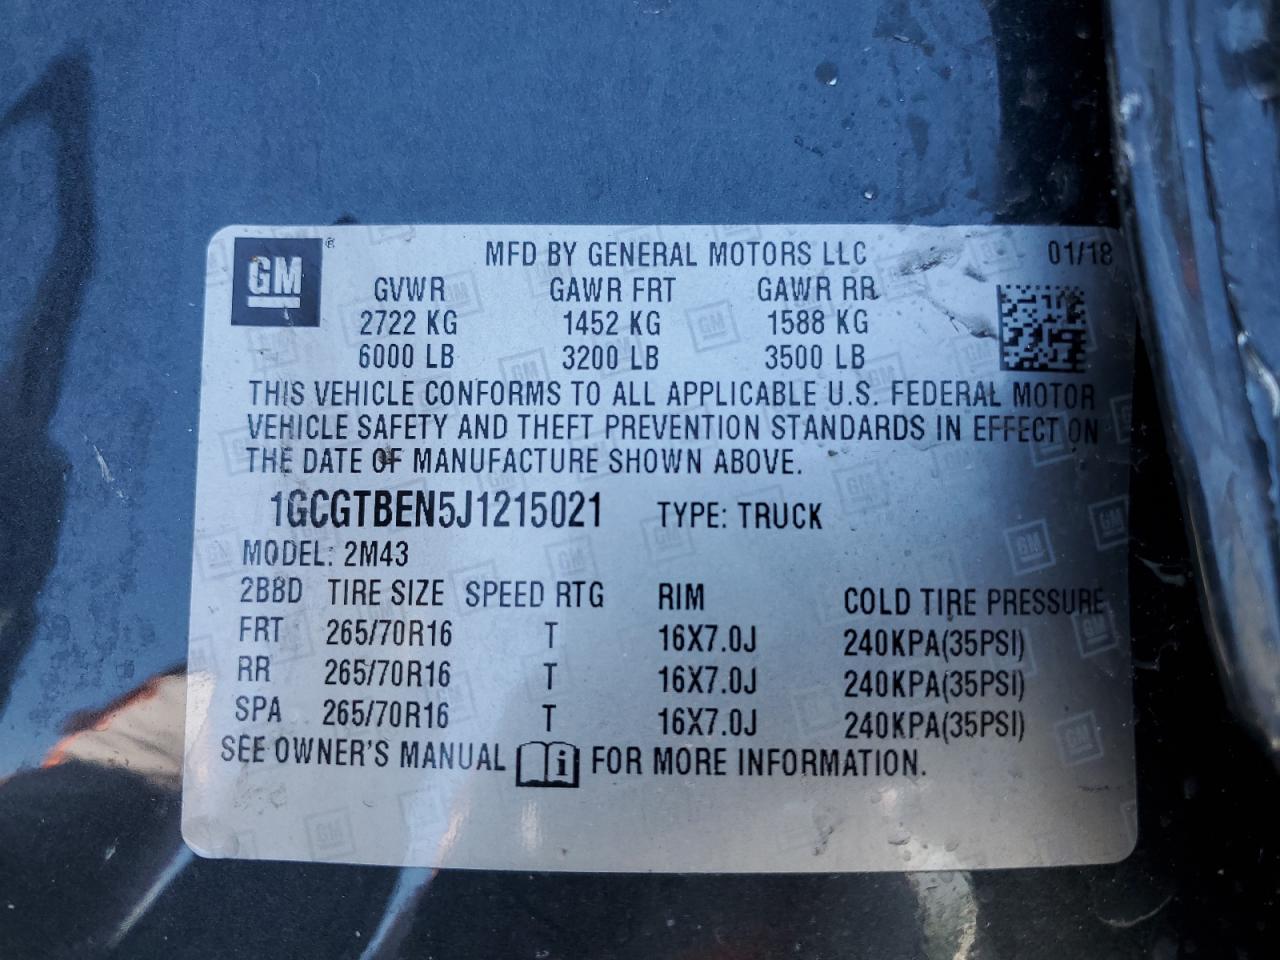 GM ® MFD BY GENERAL MOTORS LLC 01/18
GVWR GAWR FRT GAWR RR
2722 KG 1452 KG 1588 KG
6000 LB 3200 LB 3500 LB
THIS VEHICLE CONFORMS TO ALL APPLICABLE U.S. FEDERAL MOTOR
VEHICLE SAFETY AND THEFT PREVENTION STANDARDS IN EFFECT ON
THE DATE OF MANUFACTURE SHOWN ABOVE.
1GCGTBEN5J1215021 TYPE: TRUCK
MODEL: 2M43
2BBD TIRE SIZE SPEED RTG RIM COLD TIRE PRESSURE
FRT 265/70R16 T 16X7.0J 240KPA(35PSI)
RR 265/70R16 T 16X7.0J 240KPA(35PSI)
SPA 265/70R16 T 16X7.0J 240KPA(35PSI)
SEE OWNER'S MANUAL i FOR MORE INFORMATION.